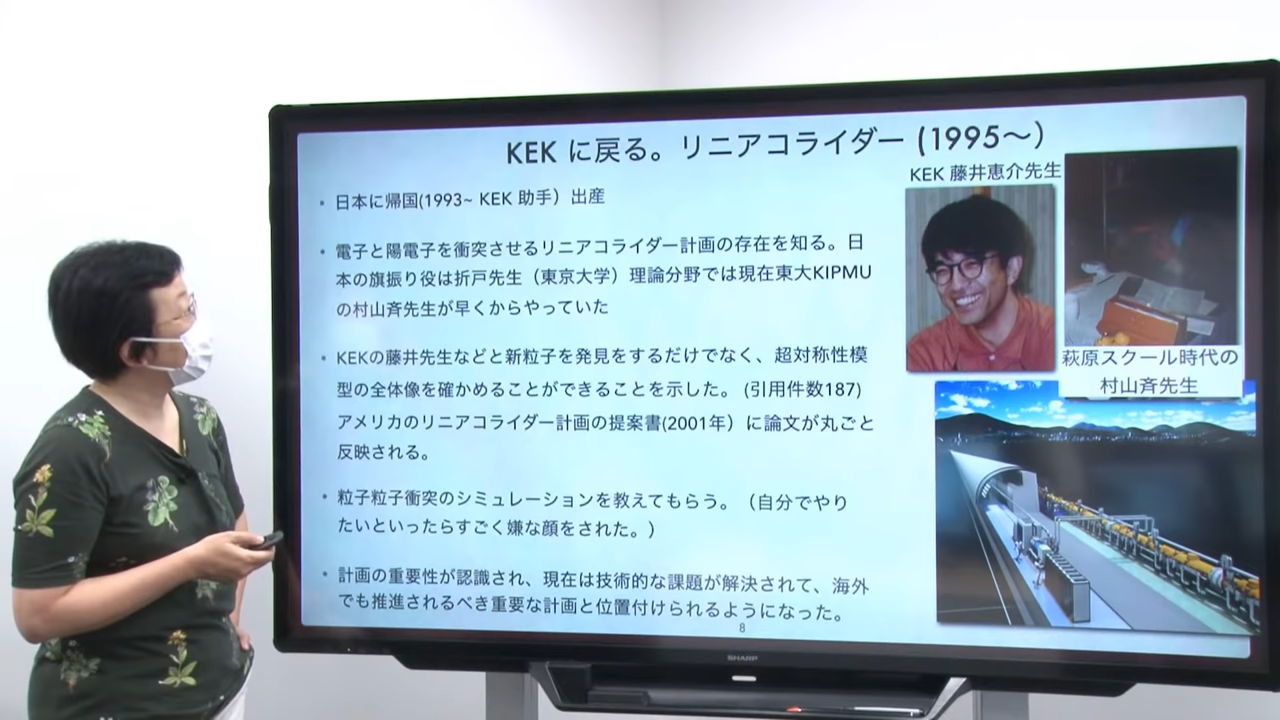 KEK に戻る。リニアコライダー (1995〜)
・日本に帰国(1993~ KEK 助手）出産
・電子と陽電子を衝突させるリニアコライダー計画の存在を知る。日
本の旗振り役は折戸先生（東京大学）理論分野では現在東大KIPMU
の村山斉先生が早くからやっていた
・KEKの藤井先生などと新粒子を発見をするだけでなく、超対称性模
型の全体像を確かめることができることを示した。 (引用件数187)
アメリカのリニアコライダー計画の提案書(2001年）に論文が丸ごと
反映される。
・粒子粒子衝突のシミュレーションを教えてもらう。（自分でやり
たいといったらすごく嫌な顔をされた。）
・計画の重要性が認識され、現在は技術的な課題が解決されて、海外
でも推進されるべき重要な計画と位置付けられるようになった。
KEK 藤井恵介先生
萩原スクール時代の
村山斉先生
8
SHARP